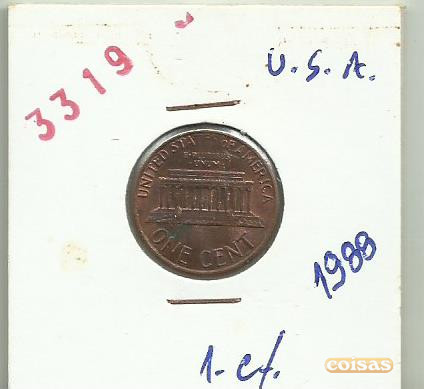 3319
U.S.A.
UNITED STATES OF AMERICA
E·PLURIBUS
UNUM
ONE CENT
1988
1-ct.
coisas